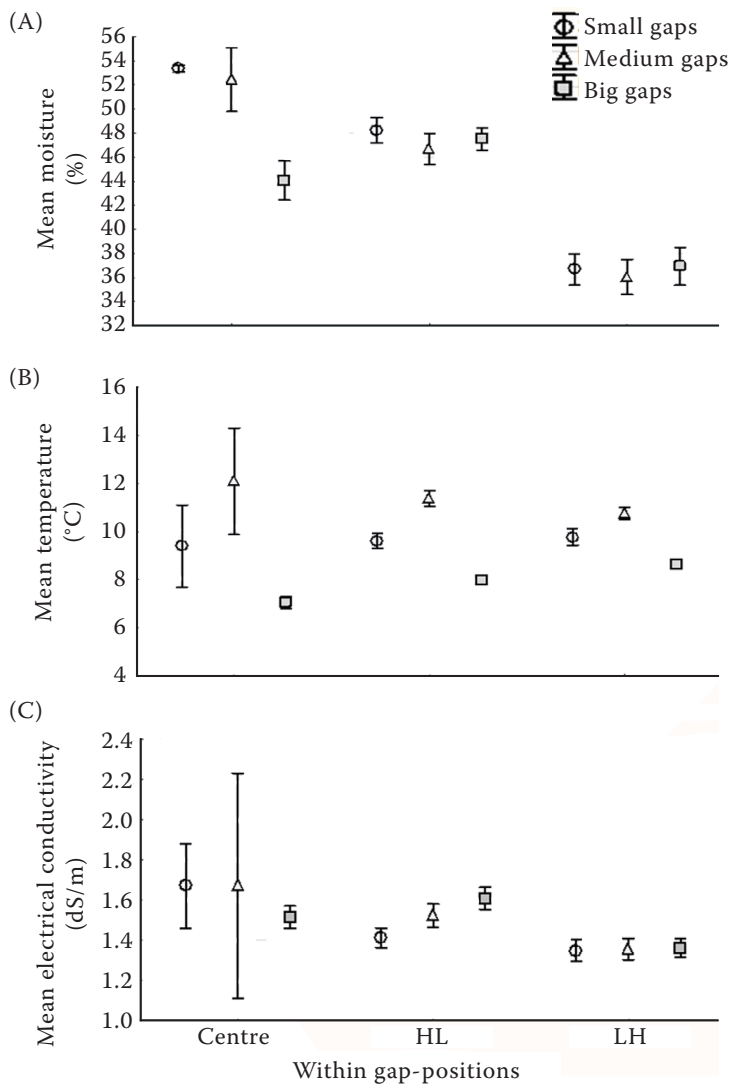 (A)
Small gaps
Medium gaps
Big gaps
Mean moisture
(%)
56
54
52
50
48
46
44
42
40
38
36
34
32
(B)
Mean temperature
(°C)
16
14
12
10
8
6
4
(C)
Mean electrical conductivity
(dS/m)
2.4
2.2
2.0
1.8
1.6
1.4
1.2
1.0
Centre HL LH
Within gap-positions